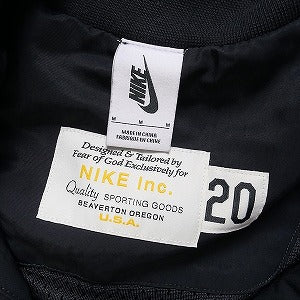 NIKE
M M M
MADE IN CHINA
FABRIQUÉ EN CHINE
Designed & Tailored by
Fear of God Exclusively for
NIKE Inc.
Quality SPORTING GOODS
BEAVERTON OREGON
U.S.A.
20